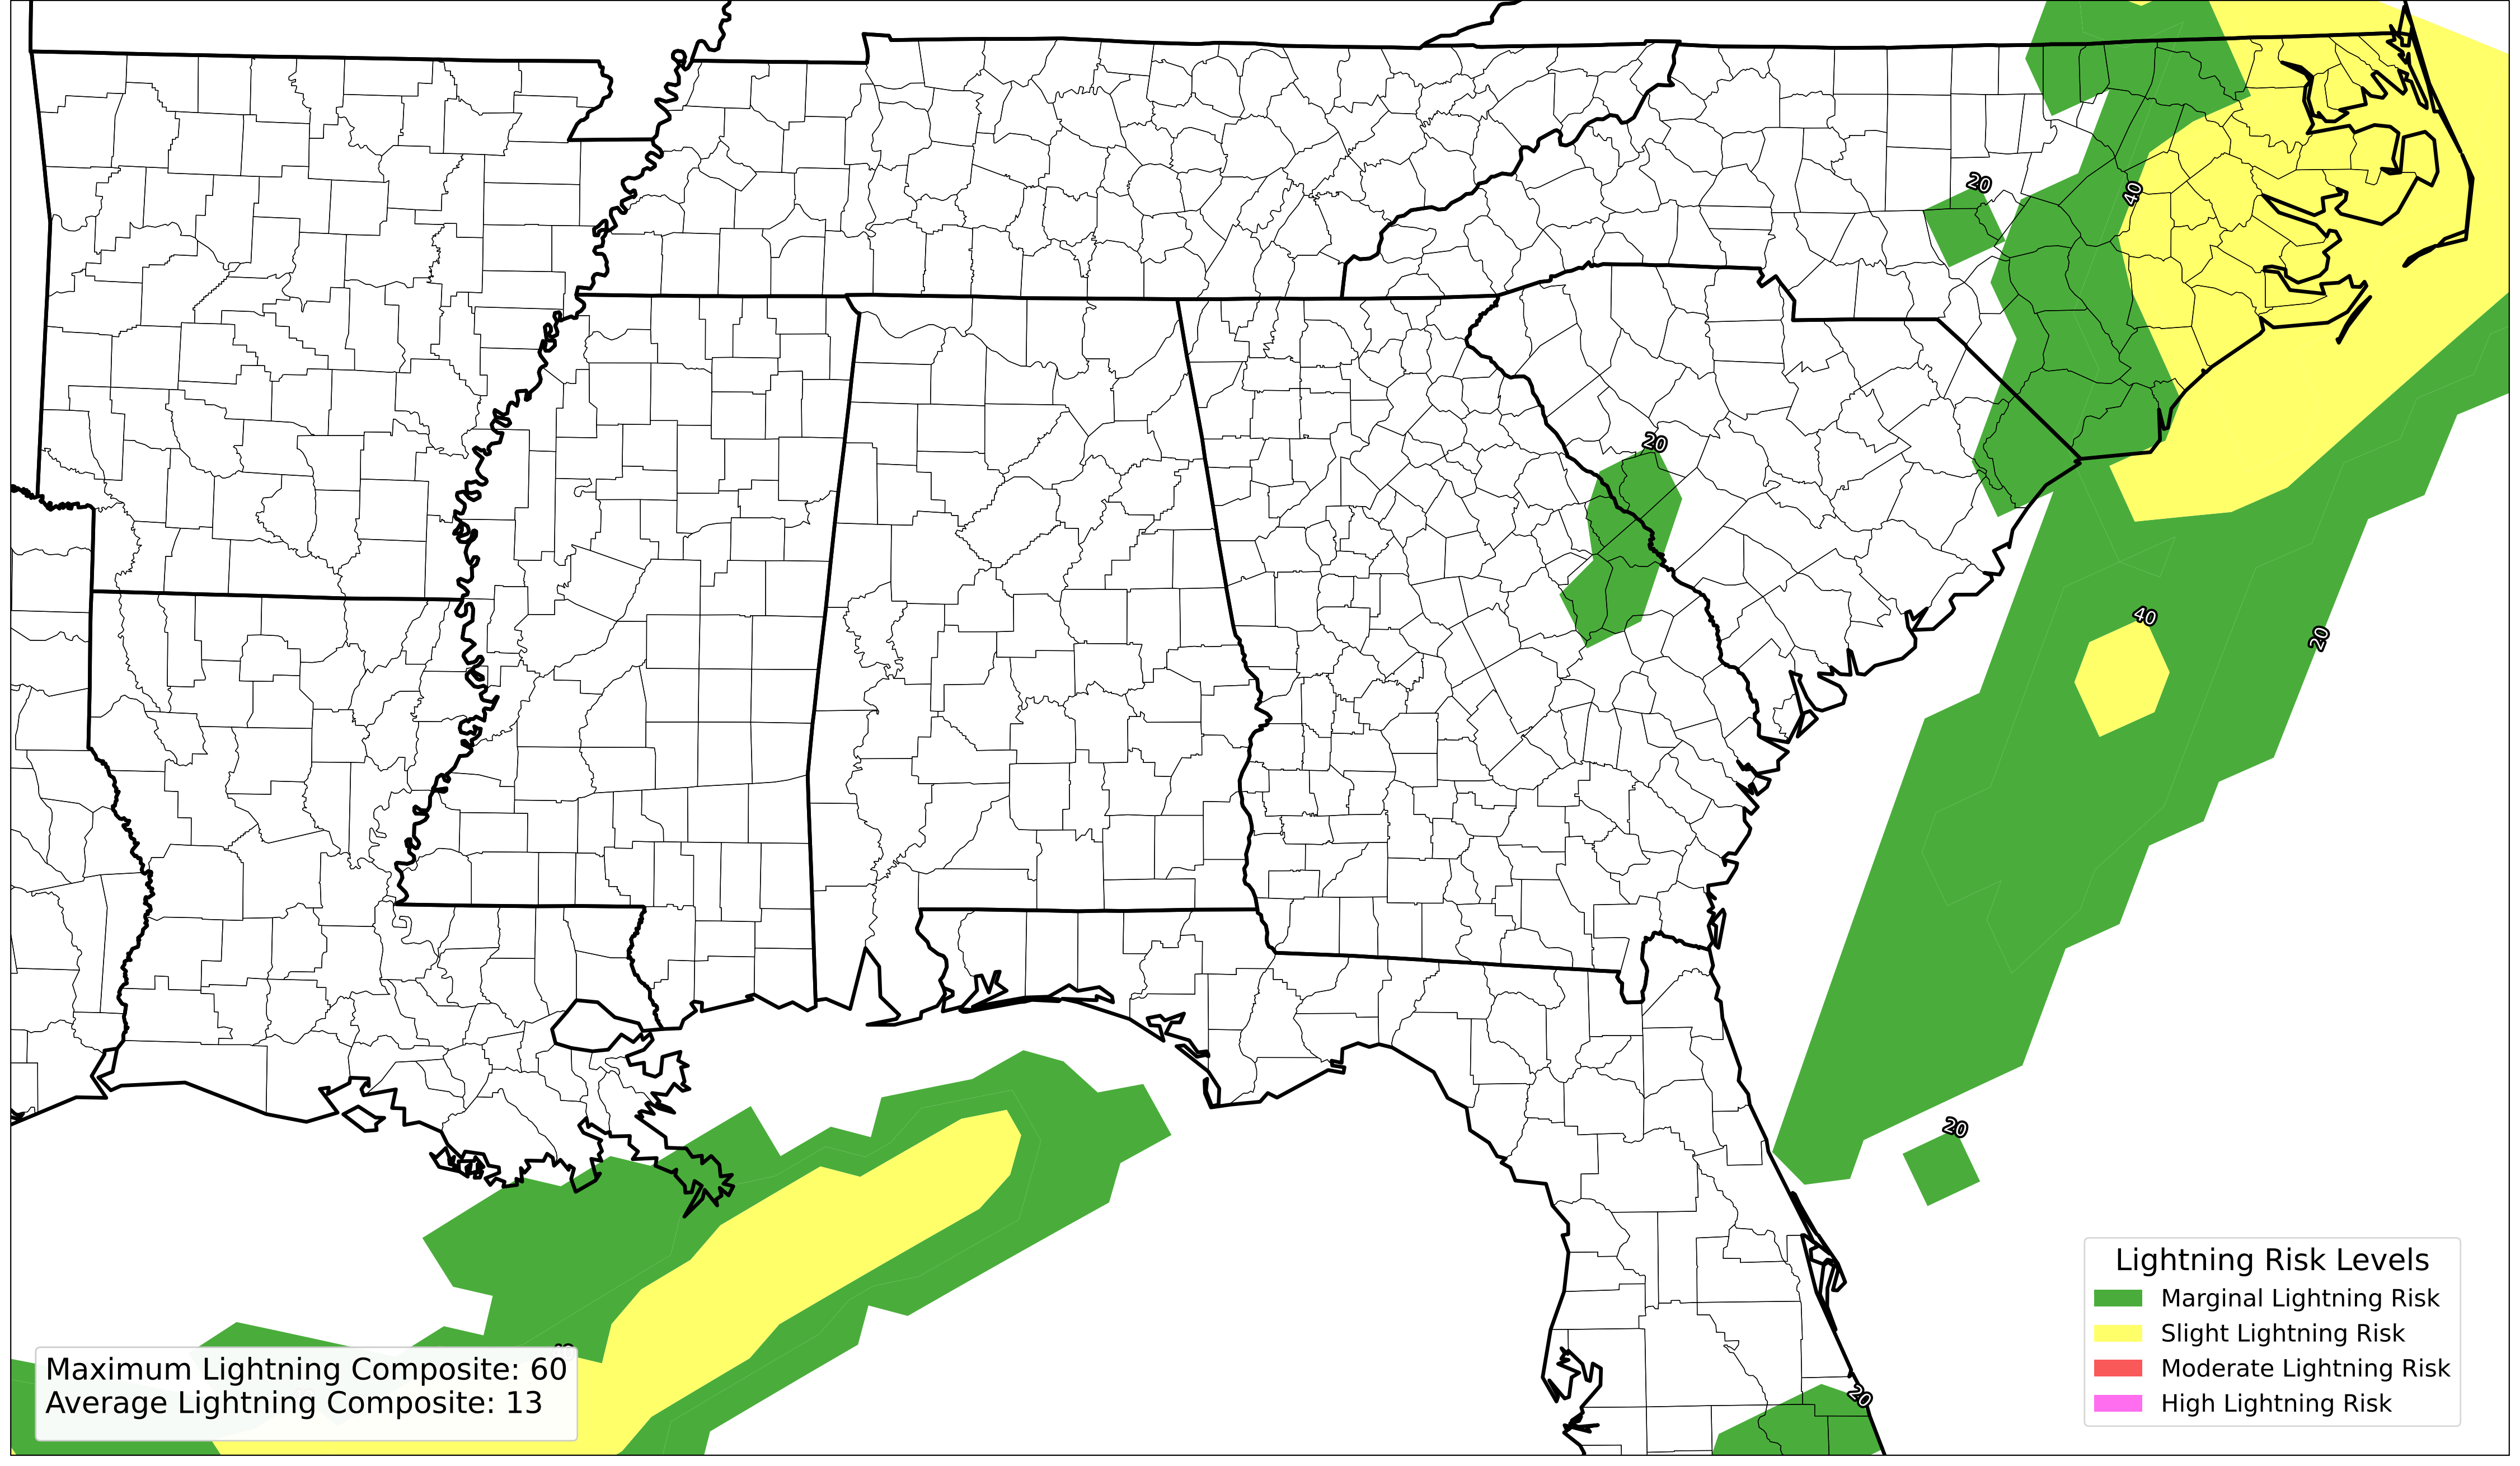 20
40
20
40
20
20
20
Maximum Lightning Composite: 60
Average Lightning Composite: 13
Lightning Risk Levels
Marginal Lightning Risk
Slight Lightning Risk
Moderate Lightning Risk
High Lightning Risk